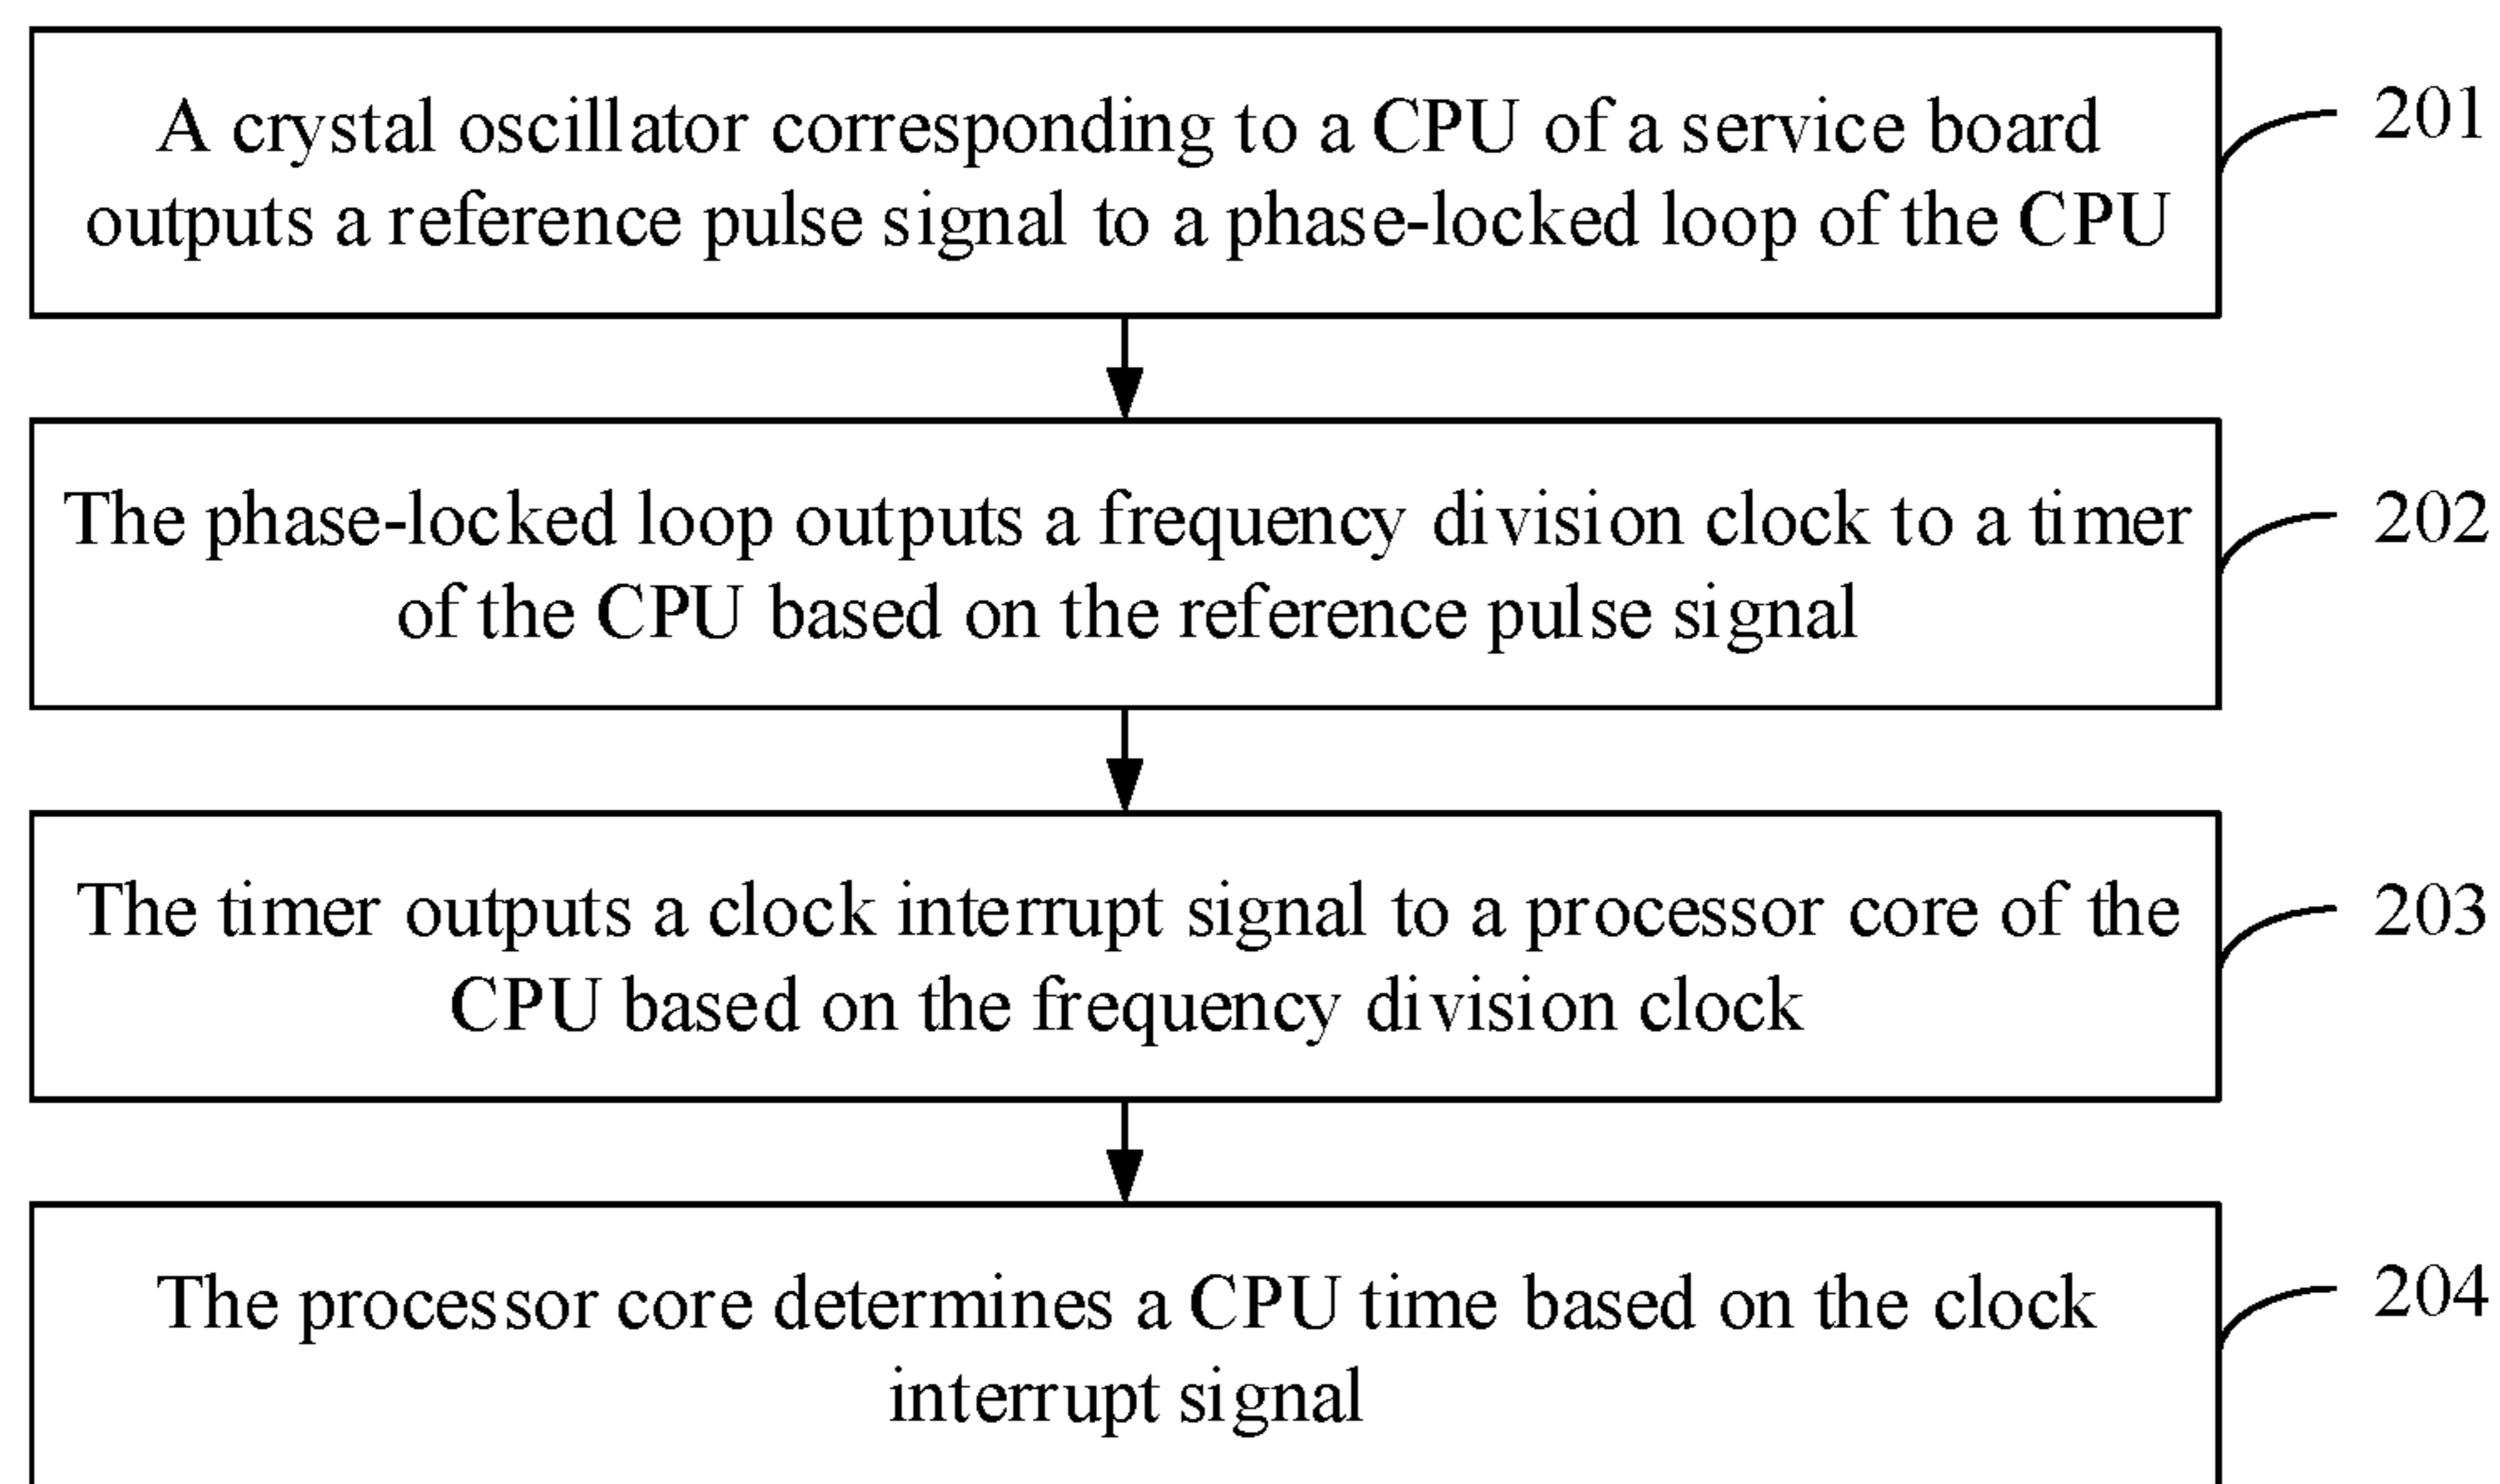 A crystal oscillator corresponding to a CPU of a service board
outputs a reference pulse signal to a phase-locked loop of the CPU
201
The phase-locked loop outputs a frequency division clock to a timer
of the CPU based on the reference pulse signal
202
The timer outputs a clock interrupt signal to a processor core of the
CPU based on the frequency division clock
203
The processor core determines a CPU time based on the clock
interrupt signal
204